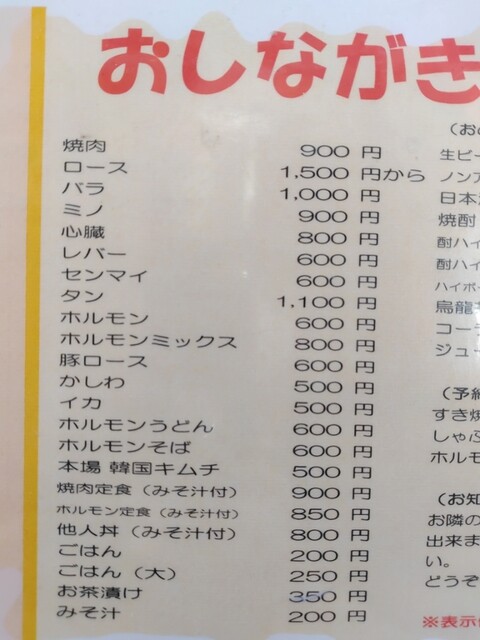 おしながき
焼肉 900 円
ロース 1,500 円から
バラ 1,000 円
ミノ 900 円
心臓 800 円
レバー 600 円
センマイ 600 円
タン 1,100 円
ホルモン 600 円
ホルモンミックス 800 円
豚ロース 600 円
かしわ 500 円
イカ 500 円
ホルモンうどん 600 円
ホルモンそば 600 円
本場 韓国キムチ 500 円
焼肉定食（みそ汁付） 900 円
ホルモン定食（みそ汁付） 850 円
他人丼（みそ汁付） 800 円
ごはん 200 円
ごはん（大） 250 円
お茶漬け 350 円
みそ汁 200 円
（お
生ビー
ノンア
日本
焼酎
酎ハイ
酎ハイ
ハイボー
烏龍
コー
ジュー
（予約
すき焼
しゃぶ
ホルモ
（お知
お隣の
出来ま
い。
どうぞ
※表示